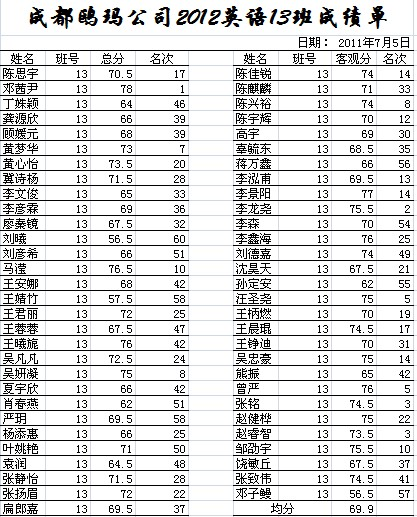 成都鸥玛公司2012英语13班成绩单
日期： 2011年7月5日
姓名 班号 总分 名次 姓名 班号 客观分 名次
陈思宇 13 70.5 17 陈佳锐 13 74 14
邓茜尹 13 78 1 陈麒麟 13 71 33
丁姝颖 13 64 46 陈兴裕 13 74 8
龚源欣 13 66 39 陈宇辉 13 70 12
顾媛元 13 68 39 高宇 13 69 30
黄梦华 13 73 7 辜毓东 13 68.5 35
黄心怡 13 73.5 20 蒋万鑫 13 66 56
冀诗杨 13 71.5 28 李泓甫 13 69.5 13
李文俊 13 65 33 李景阳 13 77 14
李彦霖 13 69 36 李龙尧 13 75.5 2
廖秦镜 13 67.5 32 李森 13 70 54
刘曦 13 56.5 60 李鑫海 13 76 25
刘彦希 13 66 51 刘德嘉 13 74 49
马滢 13 76.5 10 沈昊天 13 67.5 21
王安娜 13 68 42 孙定安 13 62 55
王婧竹 13 57.5 58 汪圣尧 13 75 5
王君丽 13 72 25 王柄燃 13 70 19
王蓉蓉 13 67.5 47 王晨琨 13 74.5 17
王曦旎 13 76 42 王铮迪 13 70 31
吴凡凡 13 72.5 24 吴忠豪 13 75 14
吴妍凝 13 75 8 熊振 13 65 42
夏宇欣 13 66 42 曾严 13 76 5
肖春燕 13 62 51 张铭 13 74.5 3
严玥 13 69.5 58 赵健桦 13 75 22
杨添惠 13 66 25 赵睿智 13 73.5 3
叶姚艳 13 71 50 邹劭宇 13 75.5 10
袁润 13 64.5 48 饶敏丘 13 67.5 37
张静怡 13 71.5 28 张致伟 13 74.5 41
张扬眉 13 72 22 邓子鳗 13 56.5 57
扁郎嘉 13 69.5 37 均分 69.9